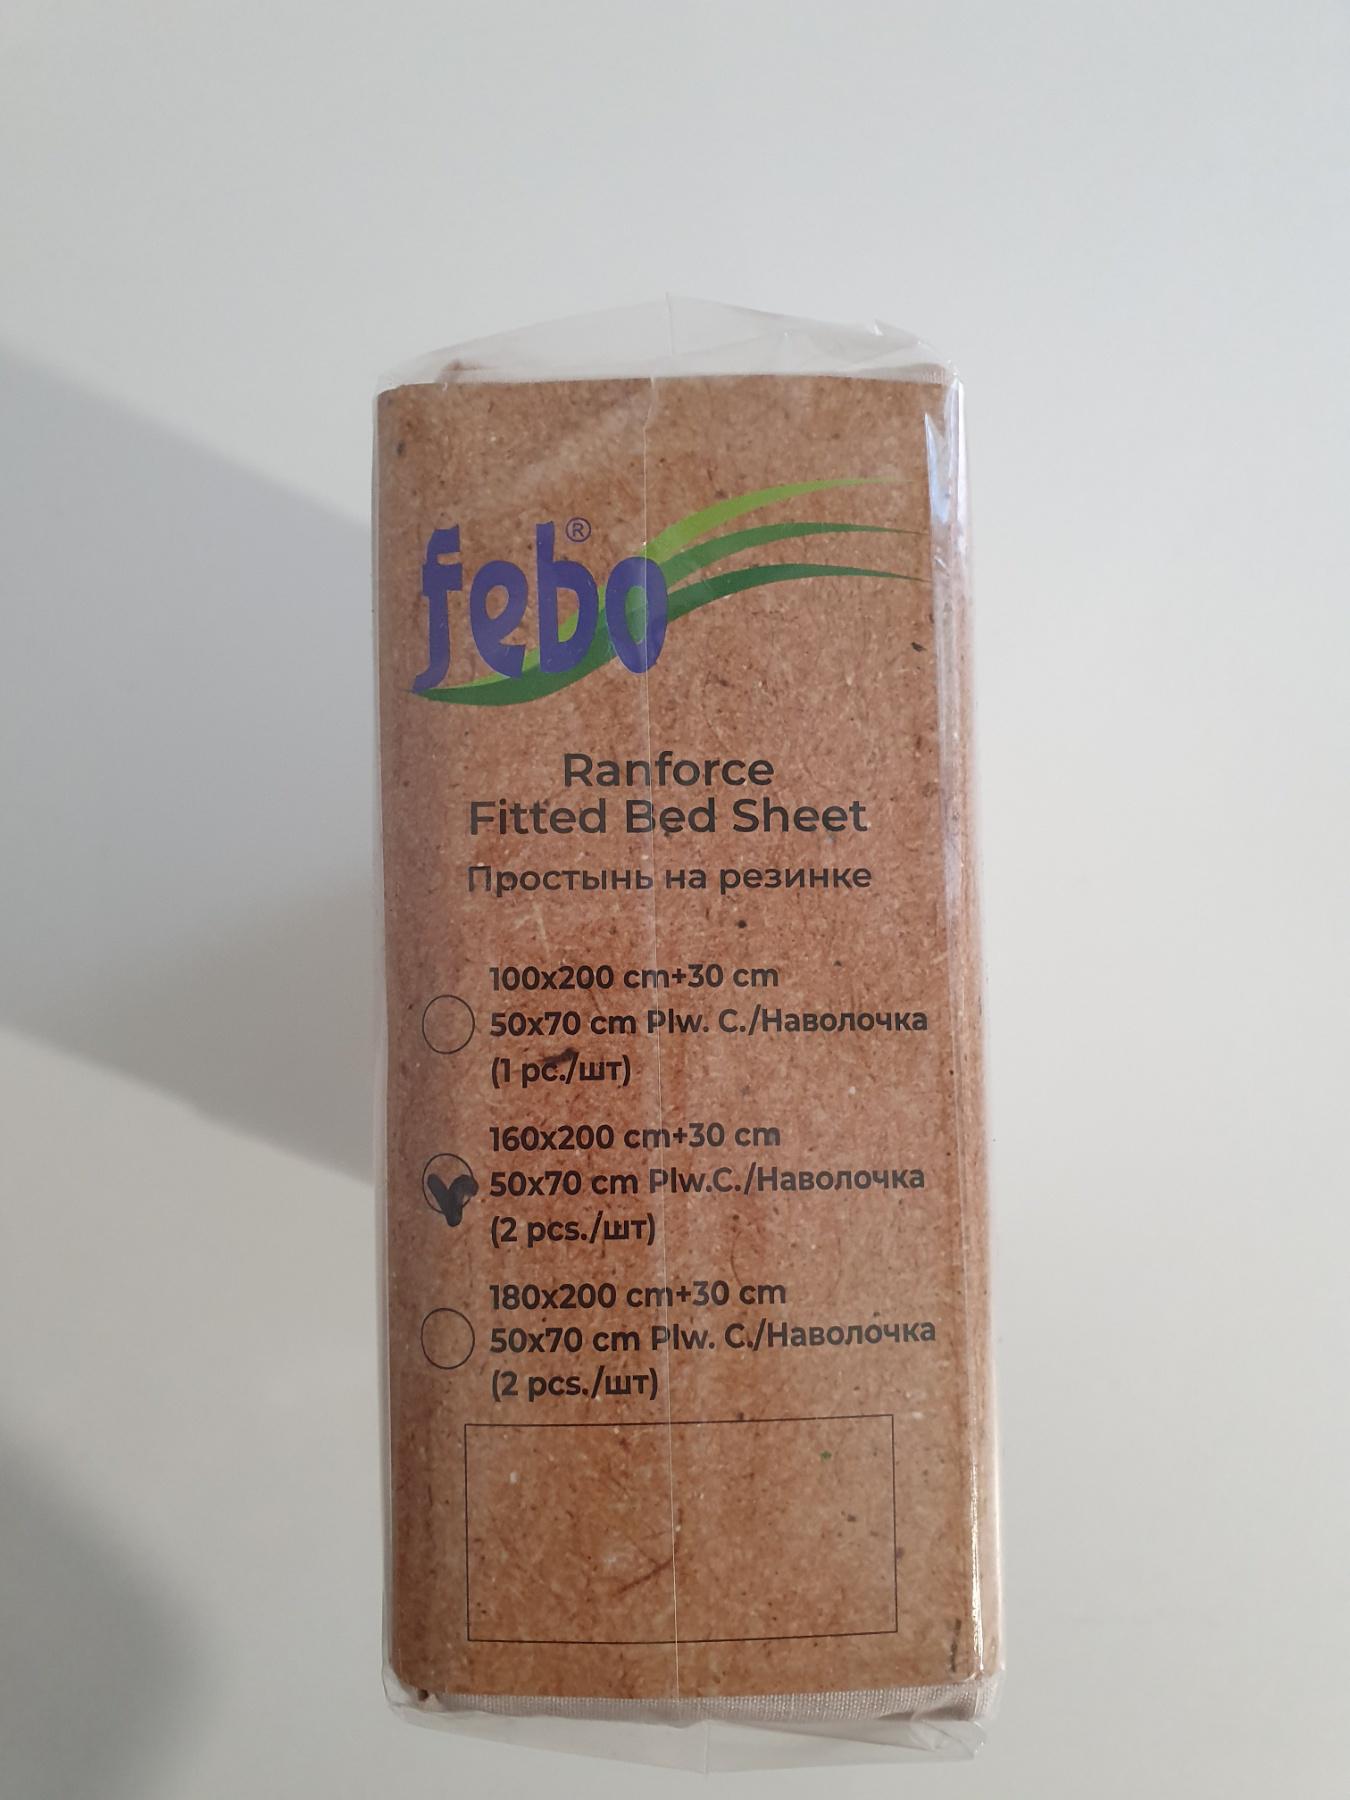 febo®
Ranforce
Fitted Bed Sheet
Простынь на резинке
100x200 cm+30 cm
50x70 cm Plw. C./Наволочка
(1 pc./шт)
160x200 cm+30 cm
50x70 cm Plw.C./Наволочка
(2 pcs./шт)
180x200 cm+30 cm
50x70 cm Plw. C./Наволочка
(2 pcs./шт)